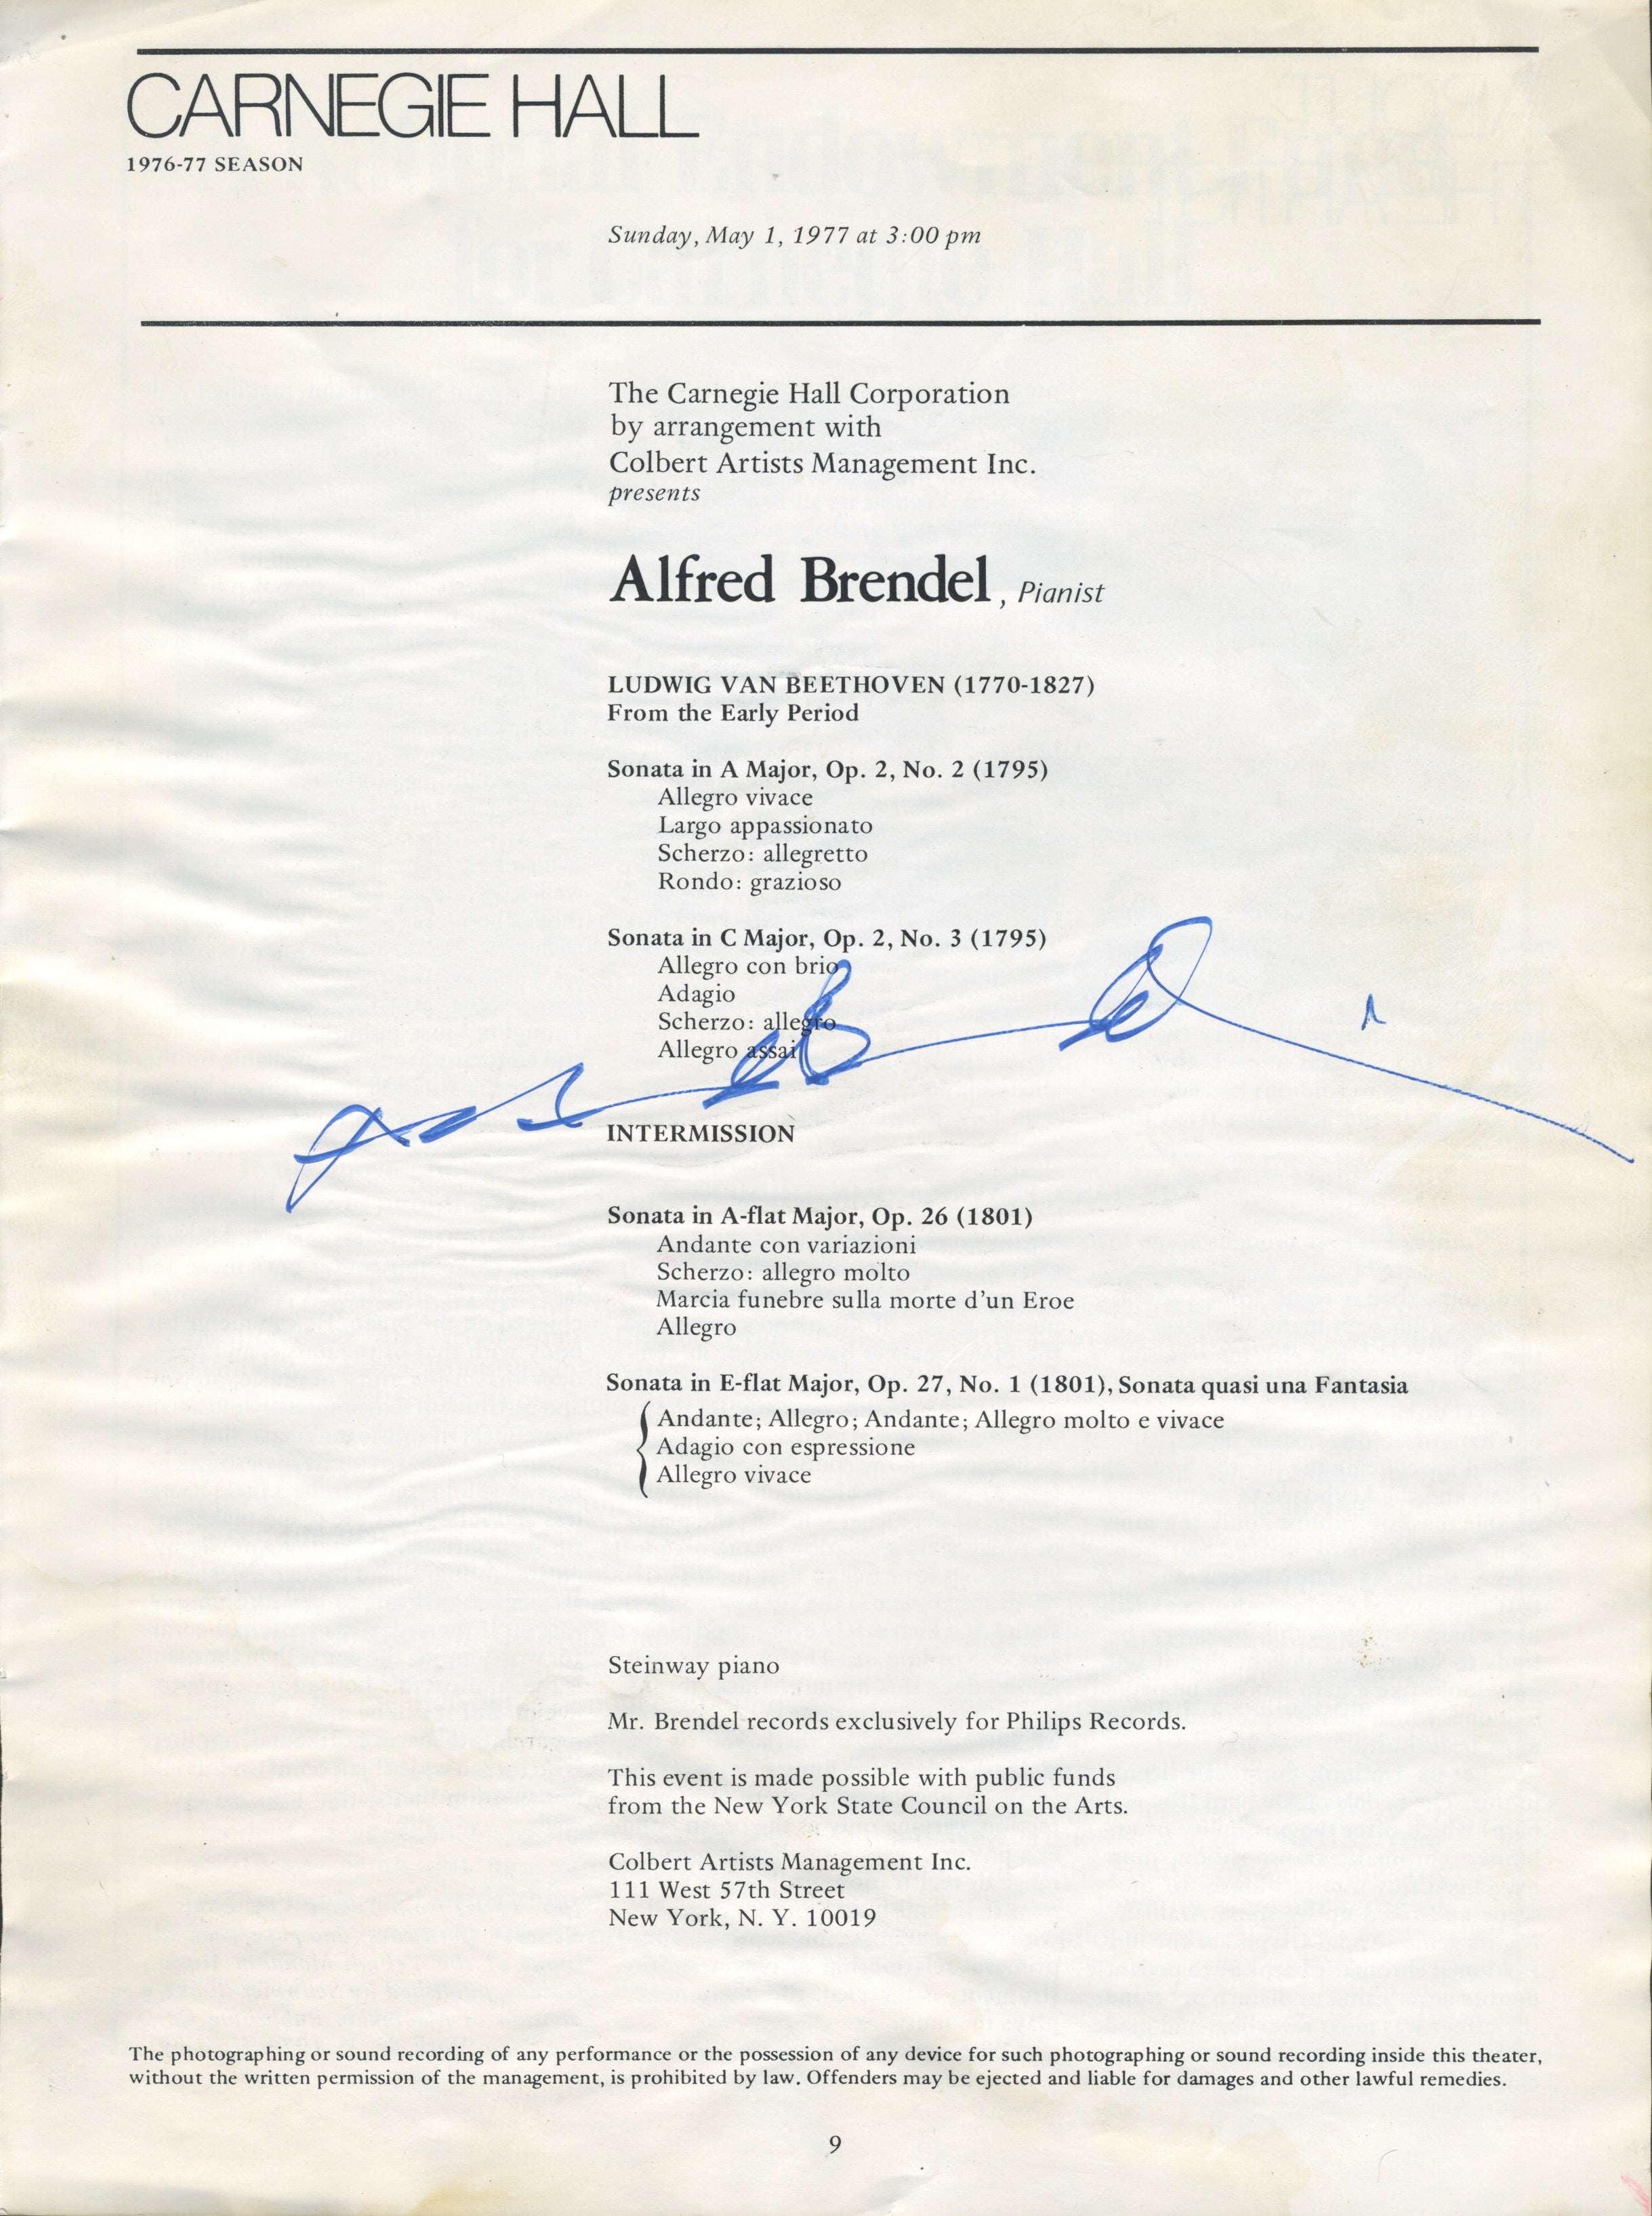 CARNEGIE HALL
1976-77 SEASON
Sunday, May 1, 1977 at 3:00 pm
The Carnegie Hall Corporation
by arrangement with
Colbert Artists Management Inc.
presents
Alfred Brendel, Pianist
LUDWIG VAN BEETHOVEN (1770-1827)
From the Early Period
Sonata in A Major, Op. 2, No. 2 (1795)
Allegro vivace
Largo appassionato
Scherzo: allegretto
Rondo: grazioso
Sonata in C Major, Op. 2, No. 3 (1795)
Allegro con brio
Adagio
Scherzo: allegro
Allegro assai
INTERMISSION
Sonata in A-flat Major, Op. 26 (1801)
Andante con variazioni
Scherzo: allegro molto
Marcia funebre sulla morte d'un Eroe
Allegro
Sonata in E-flat Major, Op. 27, No. 1 (1801), Sonata quasi una Fantasia
Andante; Allegro; Andante; Allegro molto e vivace
Adagio con espressione
Allegro vivace
Steinway piano
Mr. Brendel records exclusively for Philips Records.
This event is made possible with public funds
from the New York State Council on the Arts.
Colbert Artists Management Inc.
111 West 57th Street
New York, N. Y. 10019
The photographing or sound recording of any performance or the possession of any device for such photographing or sound recording inside this theater,
without the written permission of the management, is prohibited by law. Offenders may be ejected and liable for damages and other lawful remedies.
9